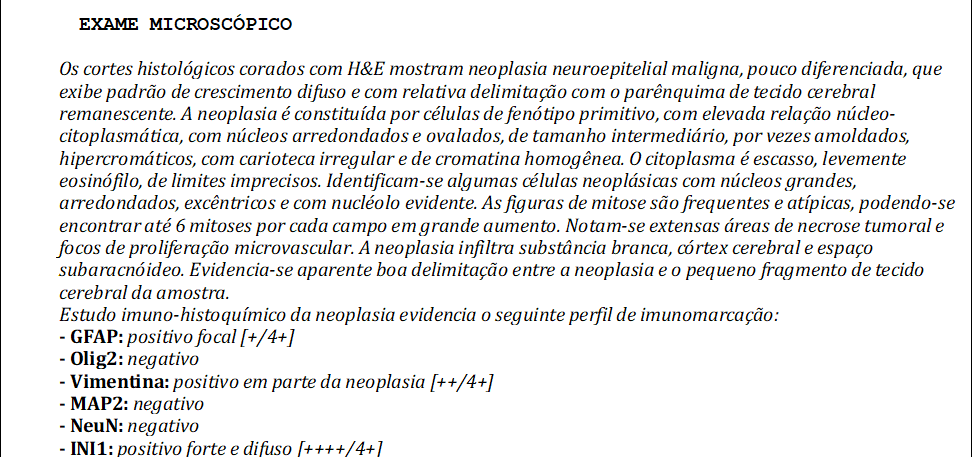 EXAME MICROSCÓPICO
Os cortes histológicos corados com H&E mostram neoplasia neuroepitelial maligna, pouco diferenciada, que
exibe padrão de crescimento difuso e com relativa delimitação com o parênquima de tecido cerebral
remanescente. A neoplasia é constituída por células de fenótipo primitivo, com elevada relação núcleo-
citoplasmática, com núcleos arredondados e ovalados, de tamanho intermediário, por vezes amoldados,
hipercromáticos, com carioteca irregular e de cromatina homogênea. O citoplasma é escasso, levemente
eosinófilo, de limites imprecisos. Identificam-se algumas células neoplásicas com núcleos grandes,
arredondados, excêntricos e com nucléolo evidente. As figuras de mitose são frequentes e atípicas, podendo-se
encontrar até 6 mitoses por cada campo em grande aumento. Notam-se extensas áreas de necrose tumoral e
focos de proliferação microvascular. A neoplasia infiltra substância branca, córtex cerebral e espaço
subaracnóideo. Evidencia-se aparente boa delimitação entre a neoplasia e o pequeno fragmento de tecido
cerebral da amostra.
Estudo imuno-histoquímico da neoplasia evidencia o seguinte perfil de imunomarcação:
- GFAP: positivo focal [+/4+]
- Olig2: negativo
- Vimentina: positivo em parte da neoplasia [++/4+]
- MAP2: negativo
- NeuN: negativo
- INI1: positivo forte e difuso [++++/4+]